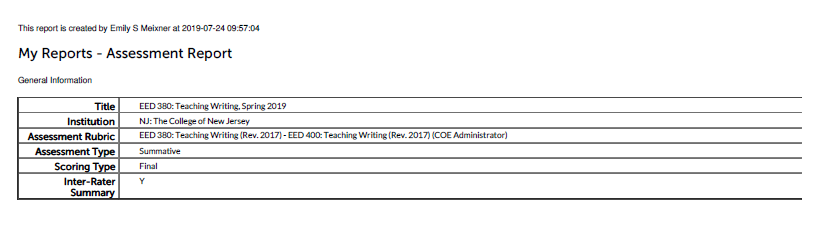 This report is created by Emily S Meixner at 2019-07-24 09:57:04
My Reports - Assessment Report
General Information
Title EED 380: Teaching Writing, Spring 2019
Institution NJ: The College of New Jersey
Assessment Rubric EED 380: Teaching Writing (Rev. 2017) - EED 400: Teaching Writing (Rev. 2017) (COE Administrator)
Assessment Type Summative
Scoring Type Final
Inter-Rater Y
Summary